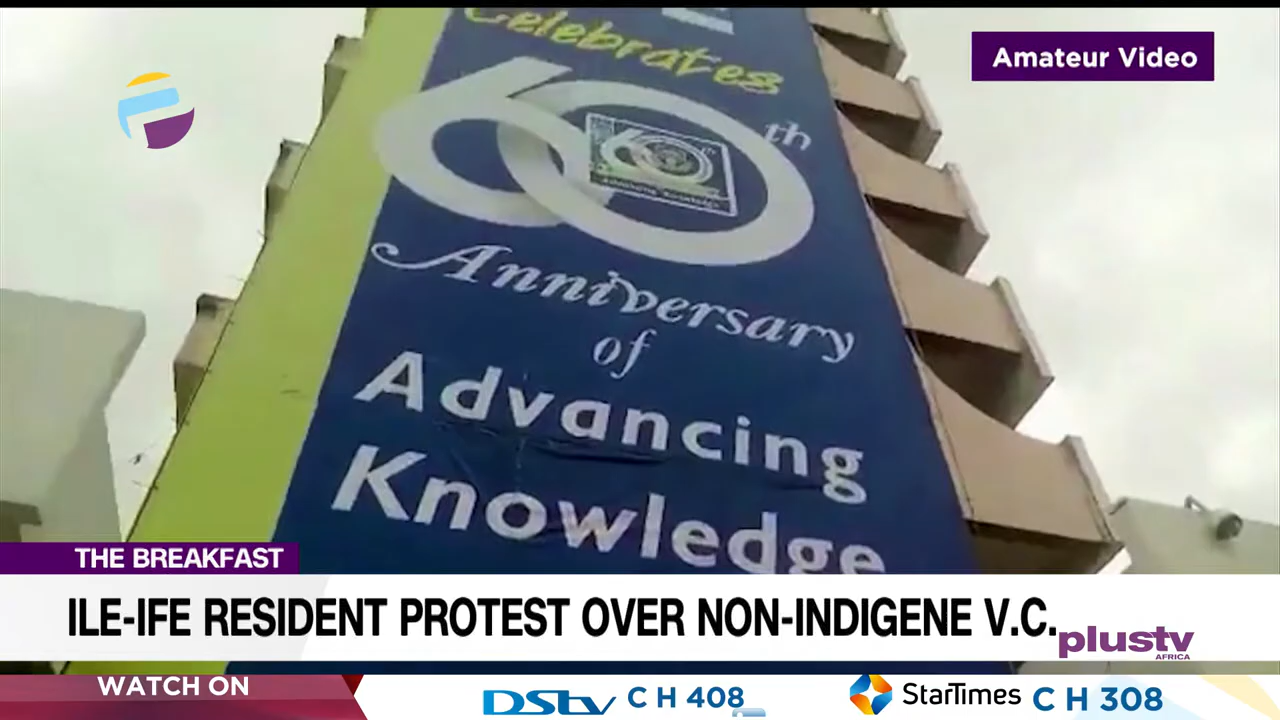 Celebrates
Amateur Video
60th
60
Anniversary
of
Advancing
Knowledge
THE BREAKFAST
ILE-IFE RESIDENT PROTEST OVER NON-INDIGENE V.C.
plustv
AFRICA
WATCH ON
DStv CH 408
StarTimes CH 308